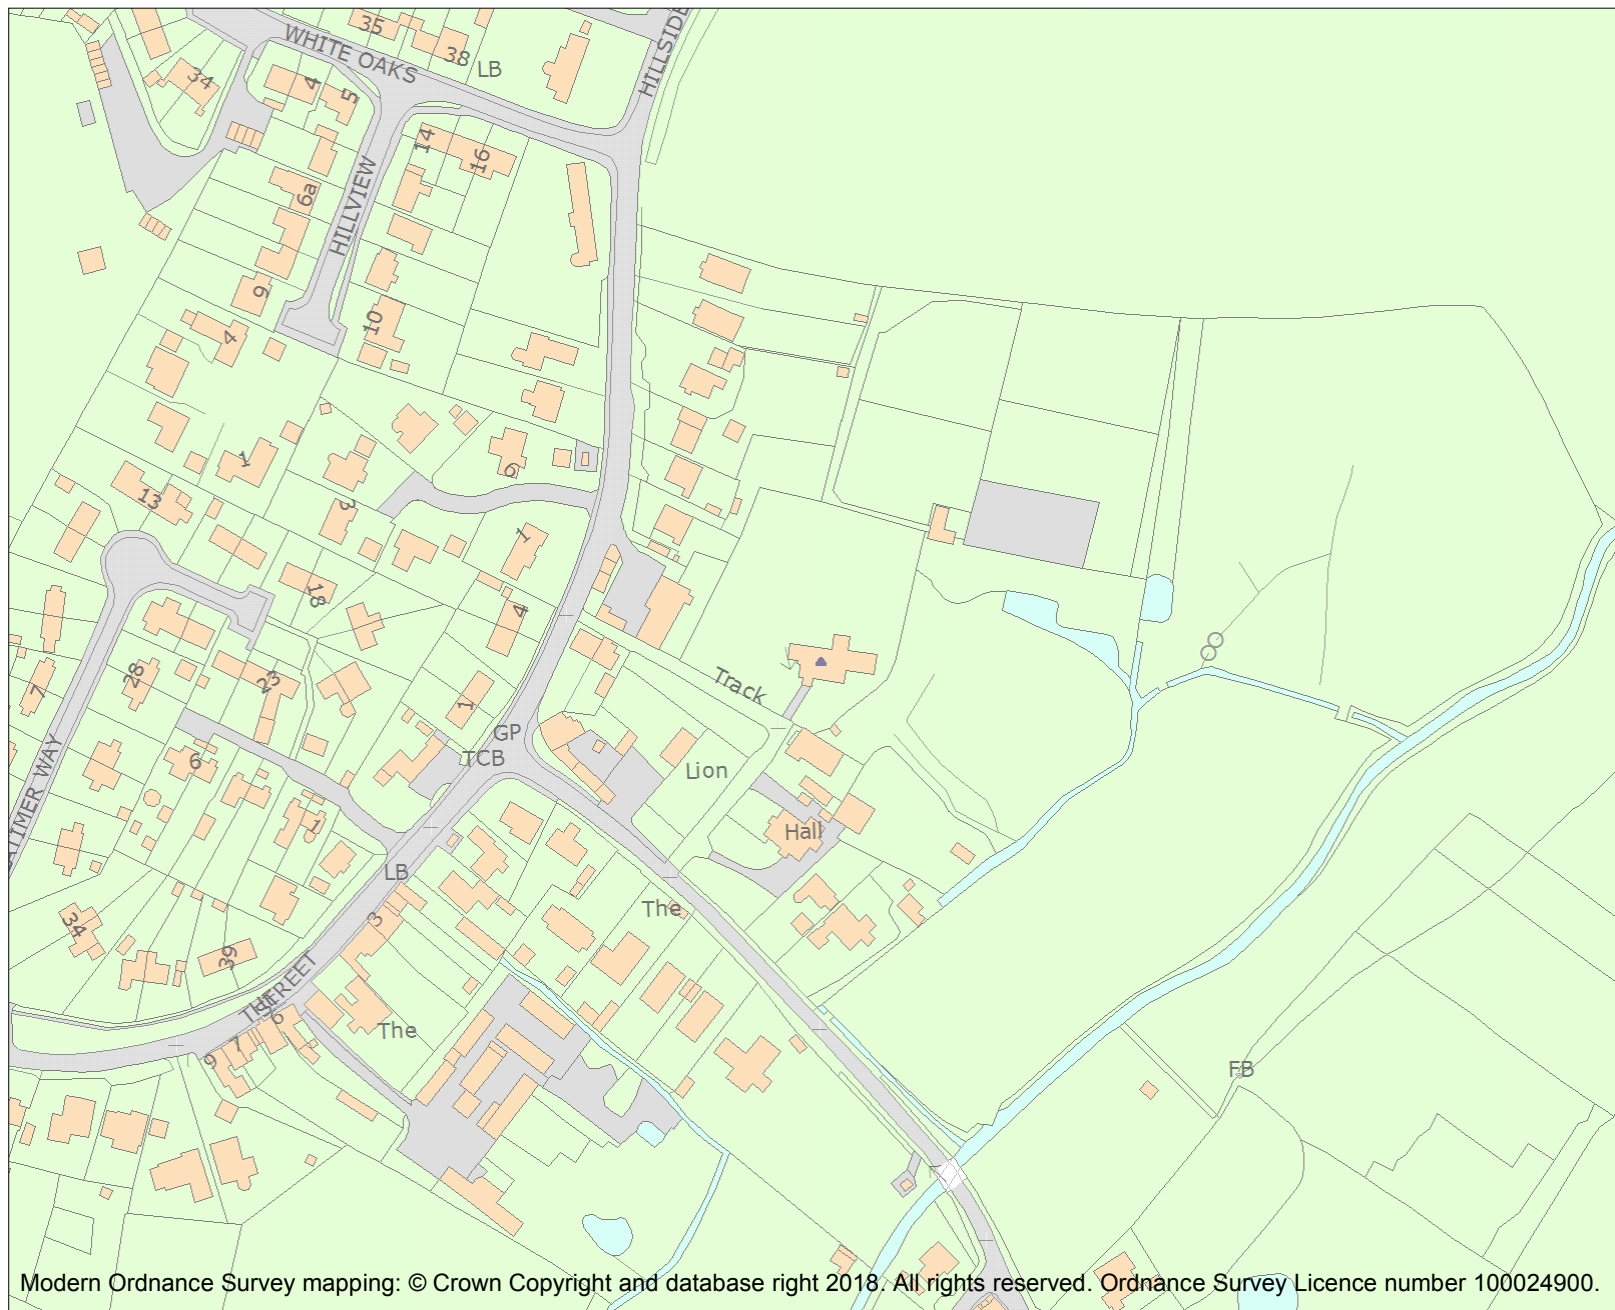 35
38
LB
WHITE OAKS
HILLSIDE
34
4
5
14
16
6a
HILLVIEW
9
10
4
1
6
13
3
1
18
4
28
23
7
1
Track
GP
TCB
6
Lion
ATIMER WAY
1
Hall
LB
The
34
3
39
THE STREET
The
6
7
9
FB
Modern Ordnance Survey mapping: © Crown Copyright and database right 2018. All rights reserved. Ordnance Survey Licence number 100024900.